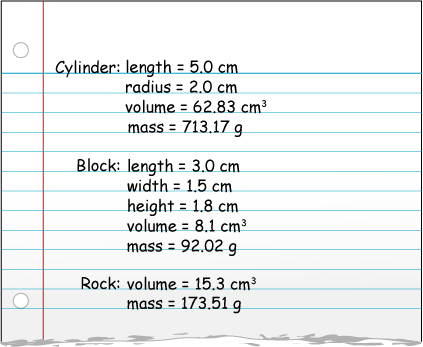 Cylinder: length = 5.0 cm
radius = 2.0 cm
volume = 62.83 cm³
mass = 713.17 g
Block: length = 3.0 cm
width = 1.5 cm
height = 1.8 cm
volume = 8.1 cm³
mass = 92.02 g
Rock: volume = 15.3 cm³
mass = 173.51 g